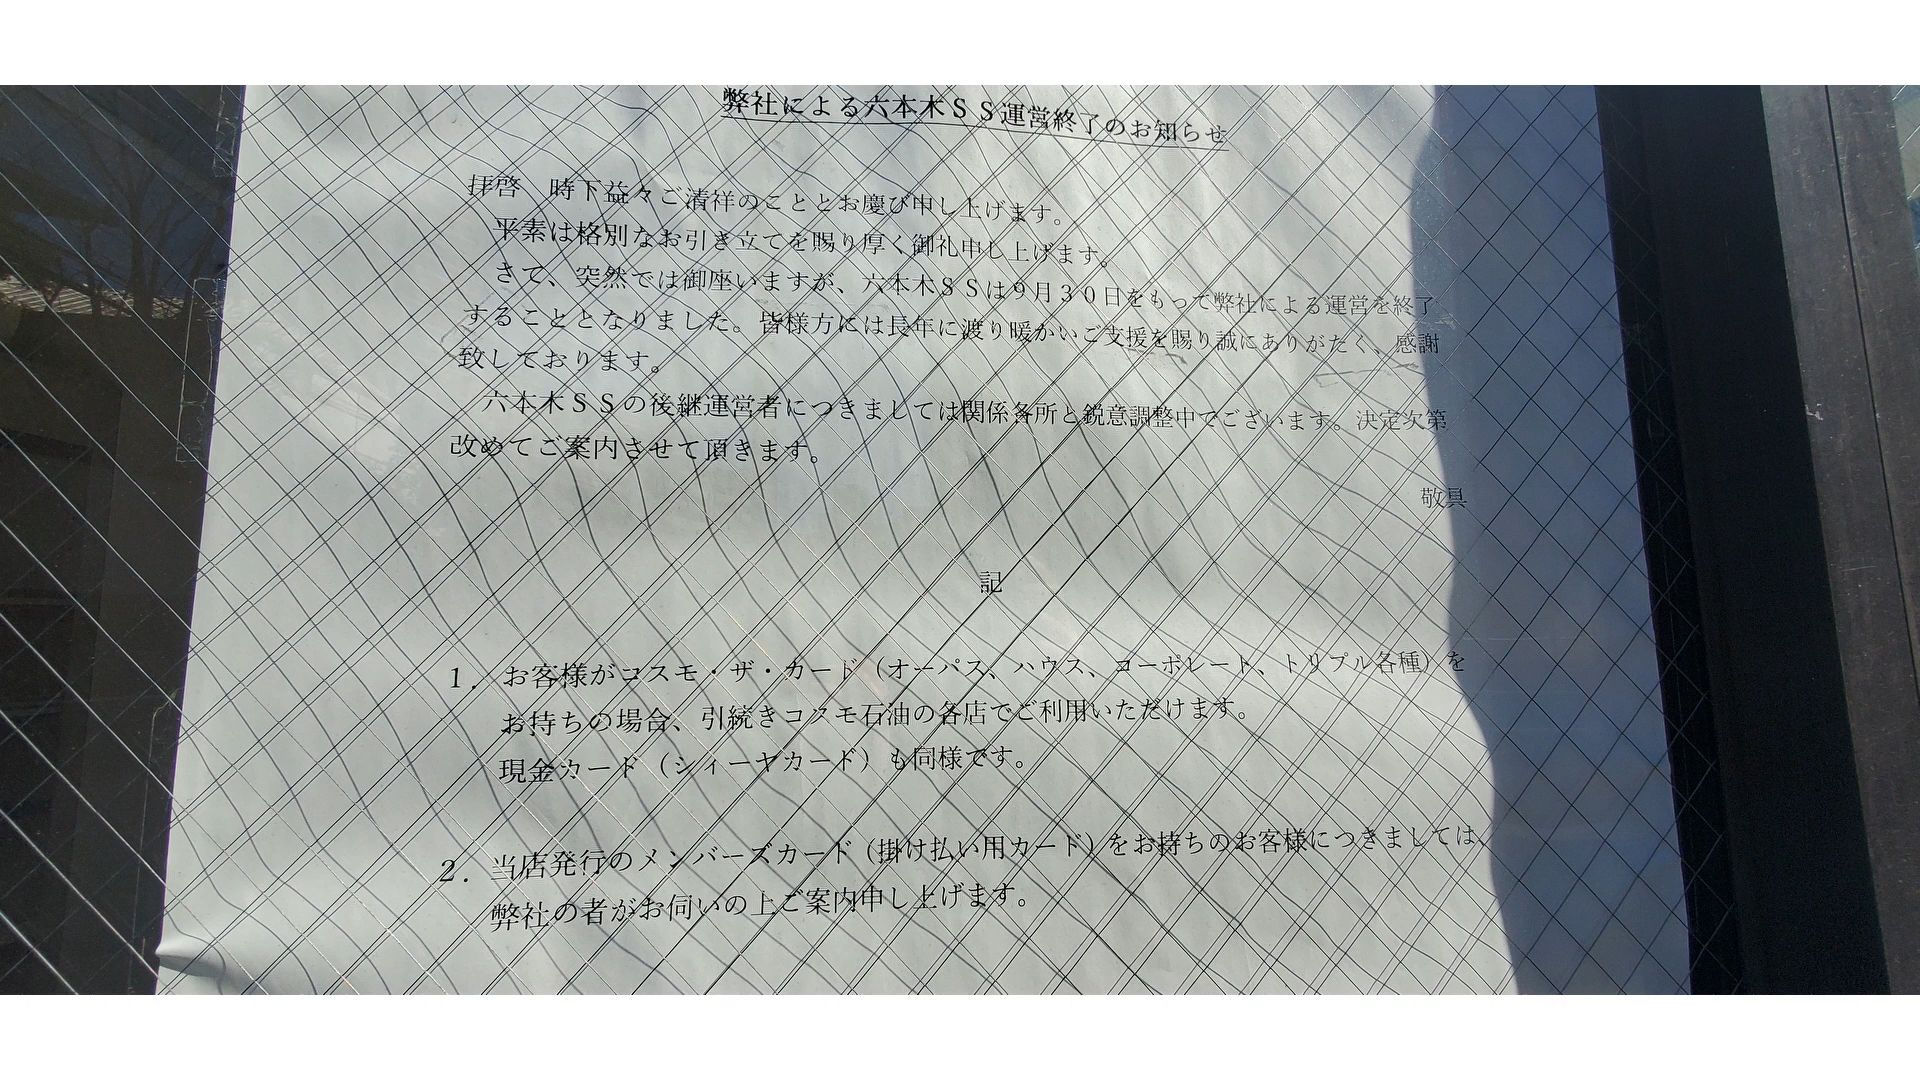 弊社による六本木ＳＳ運営終了のお知らせ
拝啓　時下益々ご清祥のこととお慶び申し上げます。
平素は格別なお引き立てを賜り厚く御礼申し上げます。
さて、突然では御座いますが、六本木ＳＳは９月３０日をもって弊社による運営を終了
することとなりました。皆様方には長年に渡り暖かいご支援を賜り誠にありがたく、感謝
致しております。
六本木ＳＳの後継運営者につきましては関係各所と鋭意調整中でございます。決定次第
改めてご案内させて頂きます。
敬具
記
１．お客様がコスモ・ザ・カード（オーパス、ハウス、コーポレート、トリプル各種）を
お持ちの場合、引続きコスモ石油の各店でご利用いただけます。
現金カード（シィーヤカード）も同様です。
２．当店発行のメンバーズカード（掛け払い用カード）をお持ちのお客様につきましては、
弊社の者がお伺いの上ご案内申し上げます。